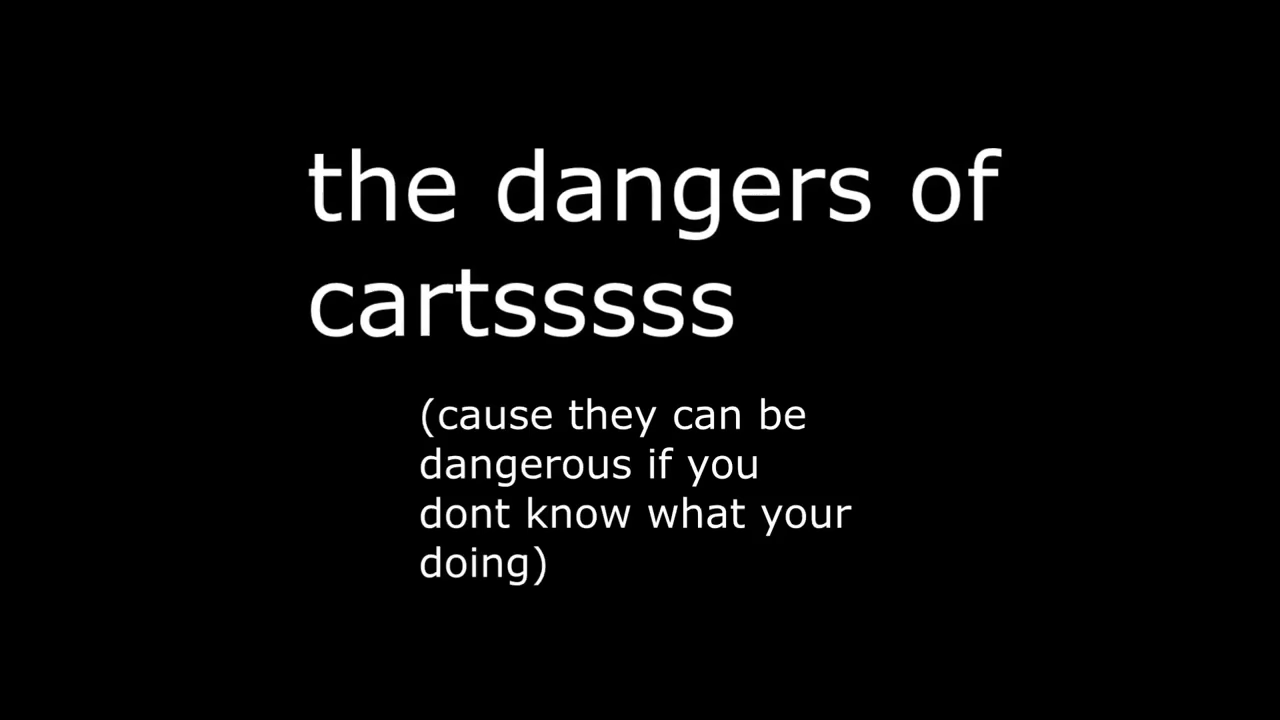 the dangers of
cartsssss
(cause they can be
dangerous if you
dont know what your
doing)